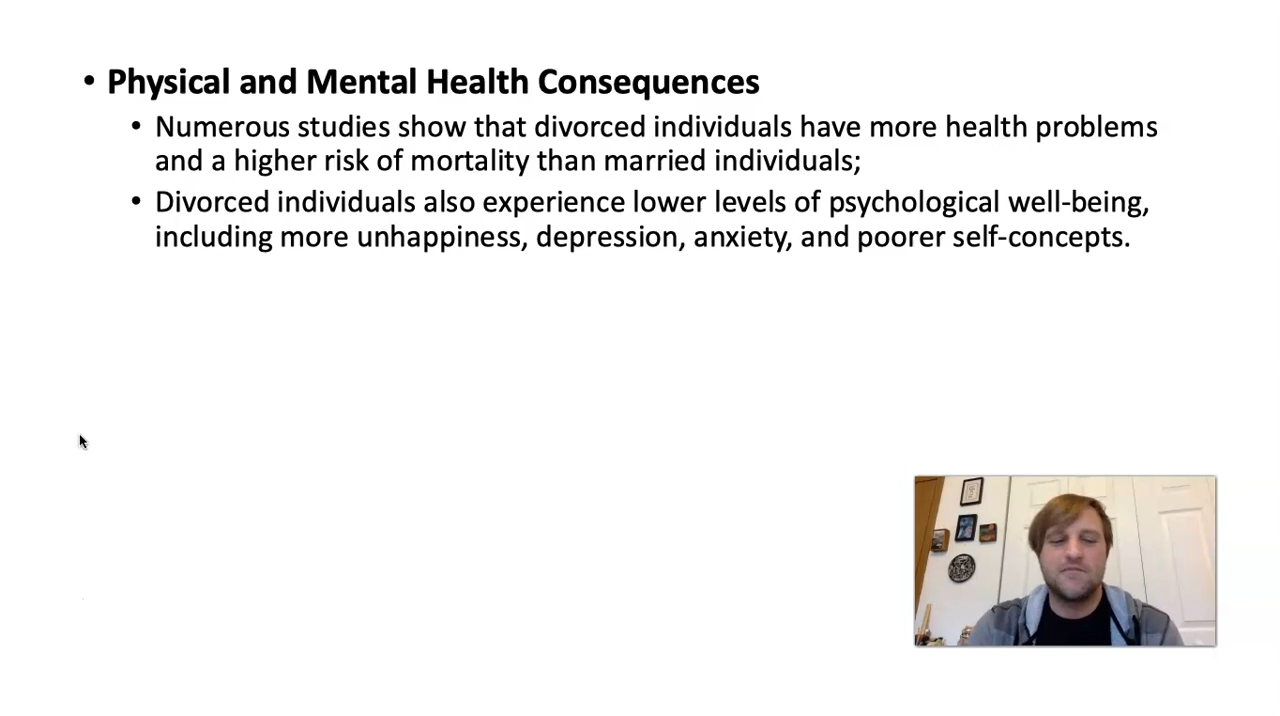 • Physical and Mental Health Consequences
• Numerous studies show that divorced individuals have more health problems
and a higher risk of mortality than married individuals;
• Divorced individuals also experience lower levels of psychological well-being,
including more unhappiness, depression, anxiety, and poorer self-concepts.